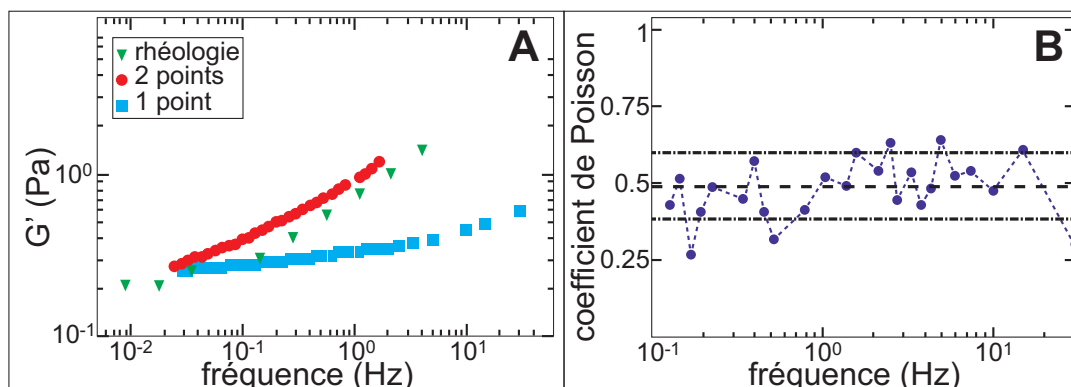 A
rhéologie
2 points
1 point
G' (Pa)
10⁰
10⁻¹
10⁻² 10⁻¹ 10⁰ 10¹
fréquence (Hz)
B
coefficient de Poisson
1
0.75
0.5
0.25
10⁻¹ 10⁰ 10¹
fréquence (Hz)